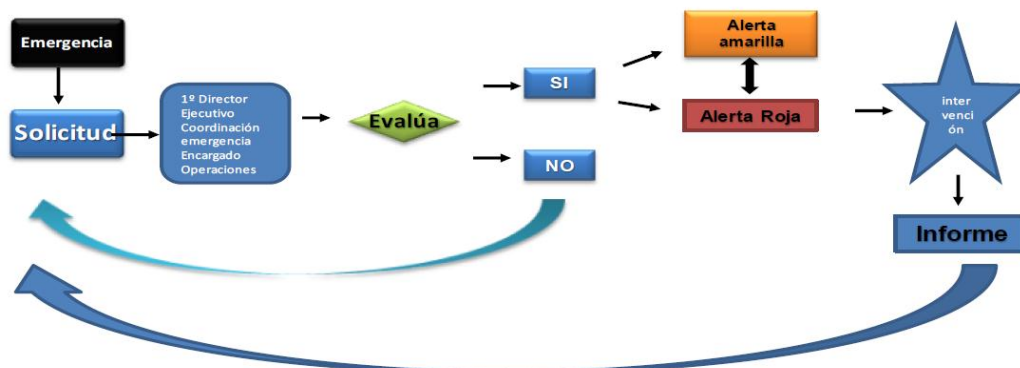 Emergencia
Solicitud
1º Director
Ejecutivo
Coordinación
emergencia
Encargado
Operaciones
Evalúa
SI
NO
Alerta
amarilla
Alerta Roja
inter
venci
ón
Informe